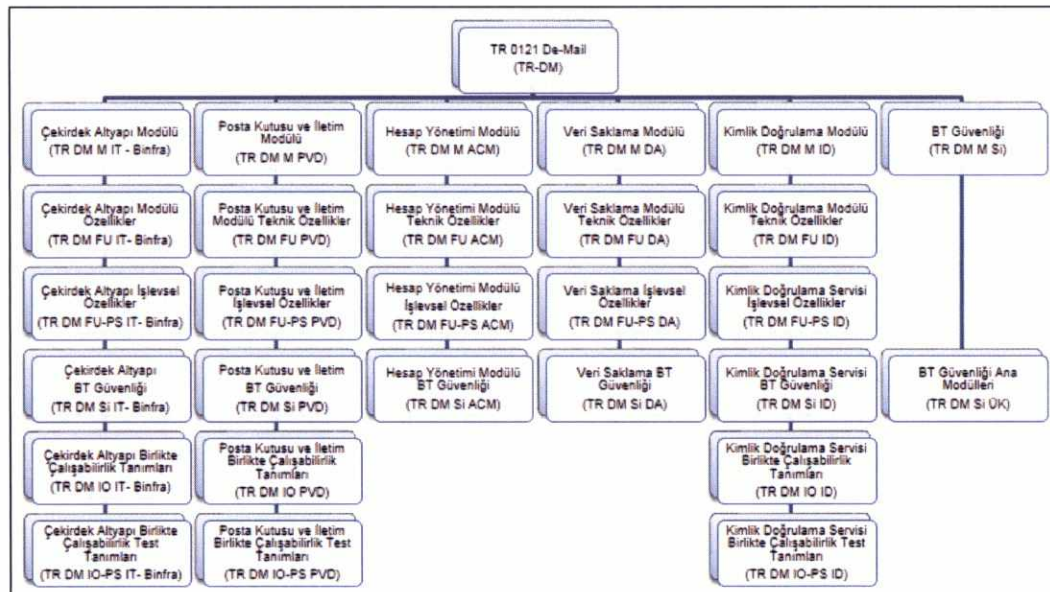 TR 0121 De-Mail
(TR-DM)
Çekirdek Altyapı Modülü
(TR DM M IT - Binfra)
Posta Kutusu ve İletim
Modülü
(TR DM M PVD)
Hesap Yönetimi Modülü
(TR DM M ACM)
Veri Saklama Modülü
(TR DM M DA)
Kimlik Doğrulama Modülü
(TR DM M ID)
BT Güvenliği
(TR DM M Si)
Çekirdek Altyapı Modülü
Özellikler
(TR DM FU IT- Binfra)
Posta Kutusu ve İletim
Modülü Teknik Özellikler
(TR DM FU PVD)
Hesap Yönetimi Modülü
Teknik Özellikler
(TR DM FU ACM)
Veri Saklama Modülü
Teknik Özellikler
(TR DM FU DA)
Kimlik Doğrulama Modülü
Teknik Özellikler
(TR DM FU ID)
Çekirdek Altyapı İşlevsel
Özellikler
(TR DM FU-PS IT- Binfra)
Posta Kutusu ve İletim
İşlevsel Özellikler
(TR DM FU-PS PVD)
Hesap Yönetimi Modülü
İşlevsel Özellikler
(TR DM FU-PS ACM)
Veri Saklama İşlevsel
Özellikler
(TR DM FU-PS DA)
Kimlik Doğrulama Servisi
İşlevsel Özellikler
(TR DM FU-PS ID)
Çekirdek Altyapı
BT Güvenliği
(TR DM Si IT- Binfra)
Posta Kutusu ve İletim
BT Güvenliği
(TR DM Si PVD)
Hesap Yönetimi Modülü
BT Güvenliği
(TR DM Si ACM)
Veri Saklama BT
Güvenliği
(TR DM Si DA)
Kimlik Doğrulama Servisi
BT Güvenliği
(TR DM Si ID)
BT Güvenliği Ana
Modülleri
(TR DM Si ÜK)
Çekirdek Altyapı Birlikte
Çalışabilirlik Tanımları
(TR DM IO IT- Binfra)
Posta Kutusu ve İletim
Birlikte Çalışabilirlik
Tanımları
(TR DM IO PVD)
Kimlik Doğrulama Servisi
Birlikte Çalışabilirlik
Tanımları
(TR DM IO ID)
Çekirdek Altyapı Birlikte
Çalışabilirlik Test
Tanımları
(TR DM IO-PS IT- Binfra)
Posta Kutusu ve İletim
Birlikte Çalışabilirlik Test
Tanımları
(TR DM IO-PS PVD)
Kimlik Doğrulama Servisi
Birlikte Çalışabilirlik Test
Tanımları
(TR DM IO-PS ID)